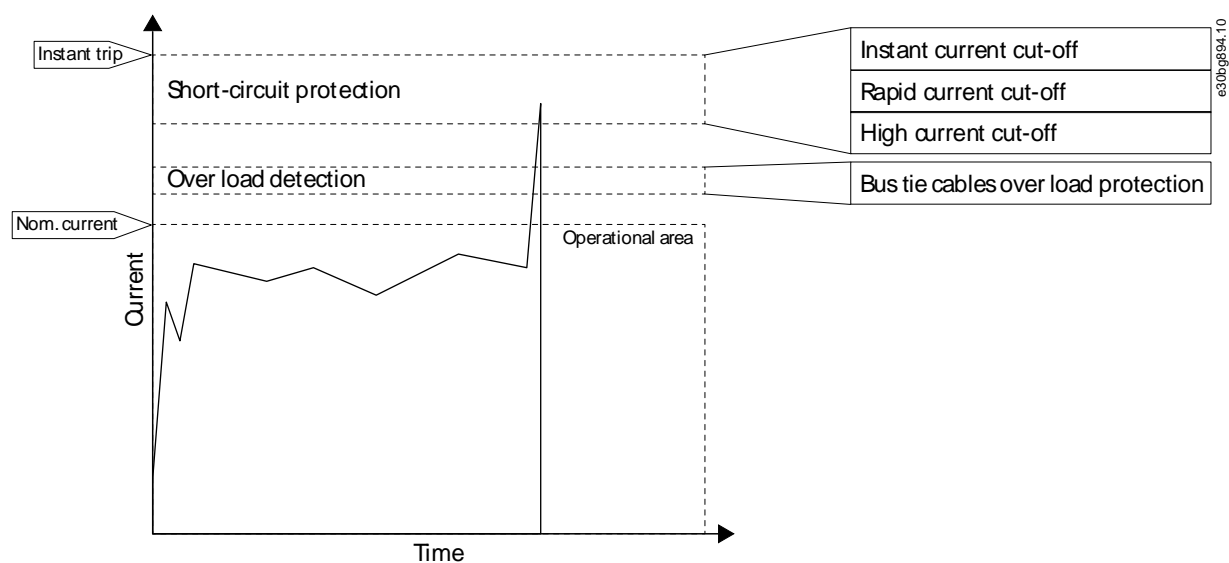 Instant trip
Short-circuit protection
Over load detection
Nom. current
Operational area
Current
Time
Instant current cut-off
Rapid current cut-off
High current cut-off
Bus tie cables over load protection
e30bg894.10